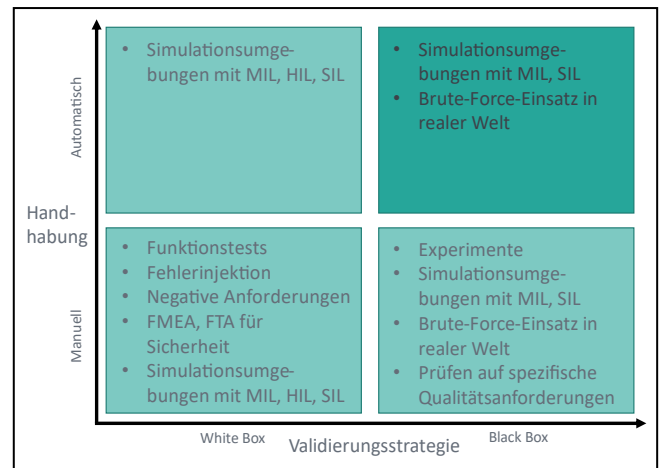 Automatisch
• Simulationsumge-
bungen mit MIL, HIL, SIL
• Simulationsumge-
bungen mit MIL, SIL
• Brute-Force-Einsatz in
realer Welt
Hand-
habung
Manuell
• Funktionstests
• Fehlerinjektion
• Negative Anforderungen
• FMEA, FTA für
Sicherheit
• Simulationsumge-
bungen mit MIL, HIL, SIL
• Experimente
• Simulationsumge-
bungen mit MIL, SIL
• Brute-Force-Einsatz in
realer Welt
• Prüfen auf spezifische
Qualitätsanforderungen
White Box
Validierungsstrategie
Black Box